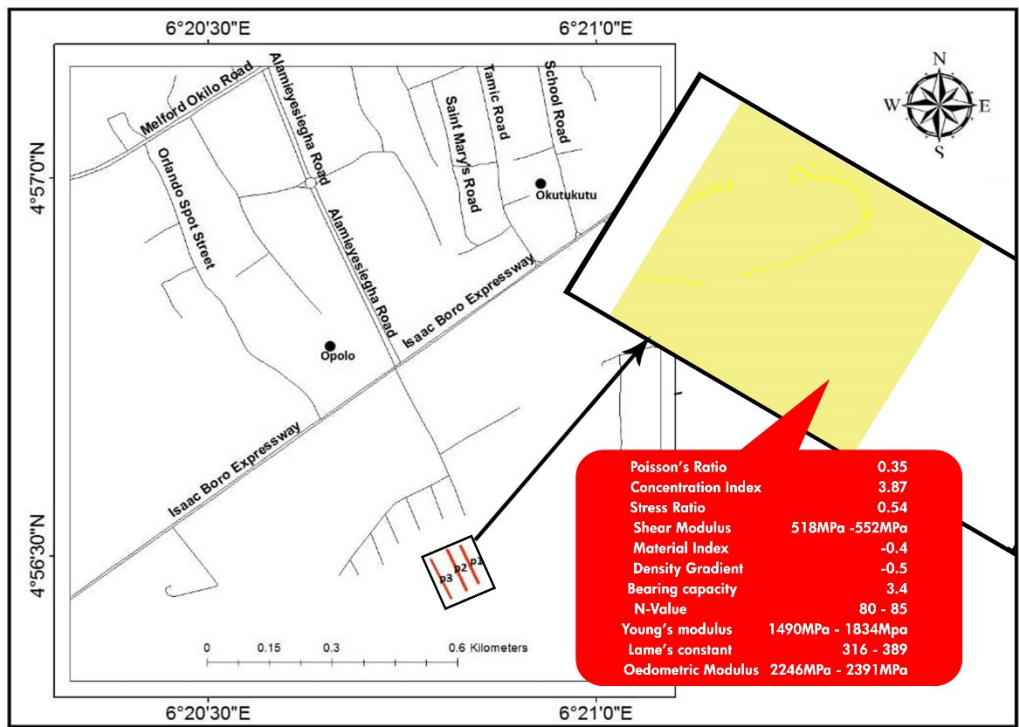 6°20'30"E
6°21'0"E
N
W
E
S
4°57'0"N
4°56'30"N
Melford Okilo Road
Alamieyesiegha Road
Alamieyesiegha Road
Orlando Spot Street
Saint Mary's Road
Tamic Road
School Road
Okutukutu
Opolo
Isaac Boro Expressway
Isaac Boro Expressway
p3
p2
p1
0 0.15 0.3 0.6 Kilometers
Poisson's Ratio 0.35
Concentration Index 3.87
Stress Ratio 0.54
Shear Modulus 518MPa -552MPa
Material Index -0.4
Density Gradient -0.5
Bearing capacity 3.4
N-Value 80 - 85
Young's modulus 1490MPa - 1834Mpa
Lame's constant 316 - 389
Oedometric Modulus 2246MPa - 2391MPa
6°20'30"E
6°21'0"E